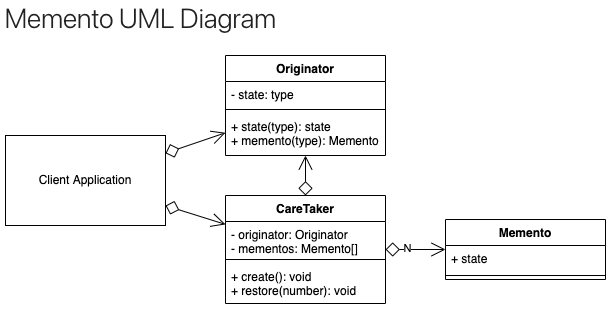 Memento UML Diagram
Originator
- state: type
+ state(type): state
+ memento(type): Memento
Client Application
CareTaker
- originator: Originator
- mementos: Memento[]
+ create(): void
+ restore(number): void
N
Memento
+ state